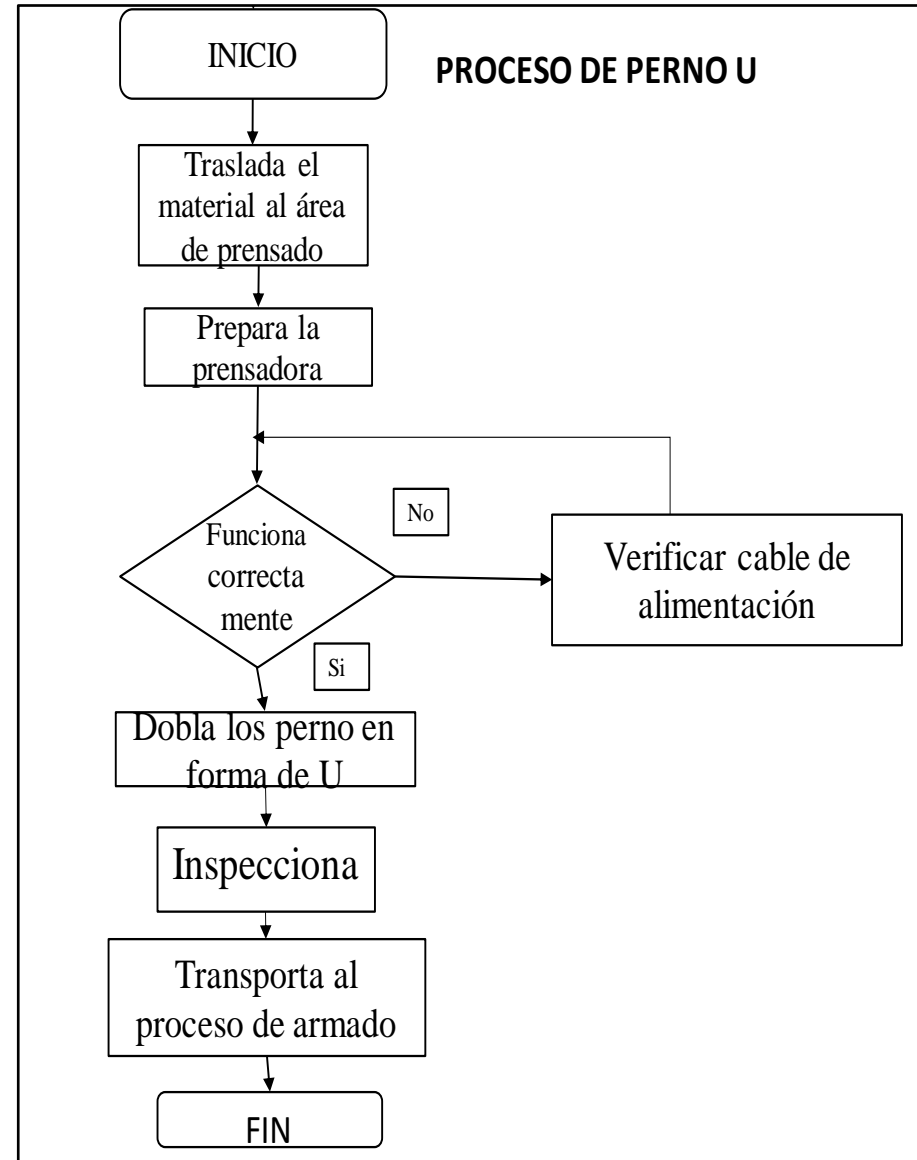 INICIO
PROCESO DE PERNO U
Traslada el
material al área
de prensado
Prepara la
prensadora
Funciona
correcta
mente
No
Verificar cable de
alimentación
Si
Dobla los perno en
forma de U
Inspecciona
Transporta al
proceso de armado
FIN